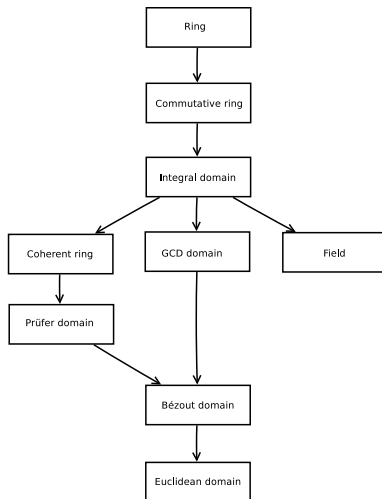 Ring
Commutative ring
Integral domain
Coherent ring
GCD domain
Field
Prüfer domain
Bézout domain
Euclidean domain